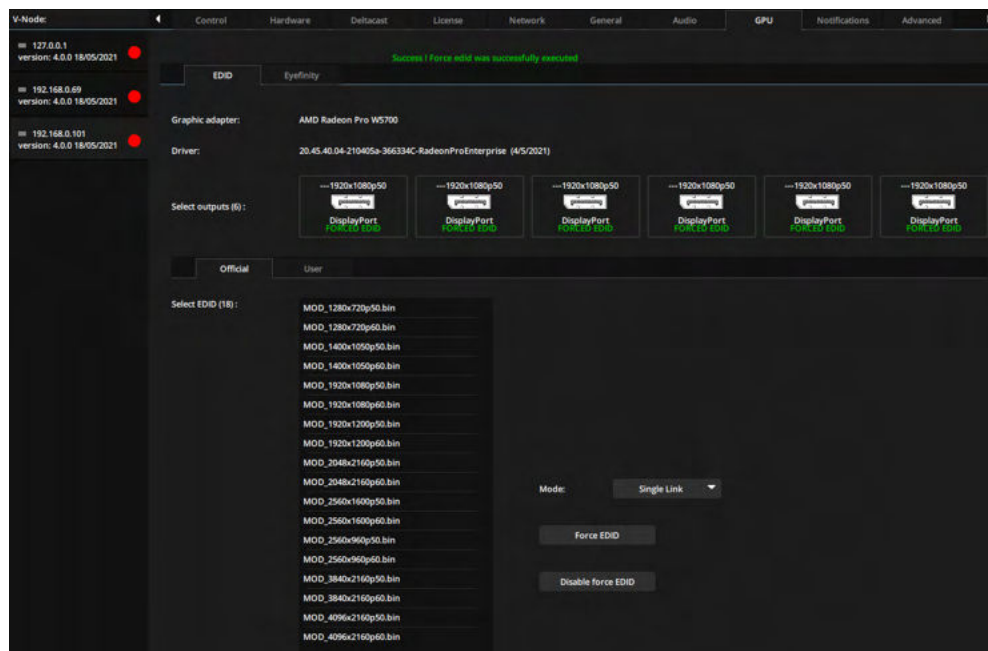 V-Node:
Control Hardware Deltacast License Network General Audio GPU Notifications Advanced
127.0.0.1
version: 4.0.0 18/05/2021
192.168.0.69
version: 4.0.0 18/05/2021
192.168.0.101
version: 4.0.0 18/05/2021
Success ! Force edid was successfully executed
EDID Eyefinity
Graphic adapter: AMD Radeon Pro W5700
Driver: 20.45.40.04-210405a-366334C-RadeonProEnterprise (4/5/2021)
Select outputs (6) :
---1920x1080p50 ---1920x1080p50 ---1920x1080p50 ---1920x1080p50 ---1920x1080p50 ---1920x1080p50
DisplayPort DisplayPort DisplayPort DisplayPort DisplayPort DisplayPort
FORCED EDID FORCED EDID FORCED EDID FORCED EDID FORCED EDID FORCED EDID
Official User
Select EDID (18) :
MOD_1280x720p50.bin
MOD_1280x720p60.bin
MOD_1400x1050p50.bin
MOD_1400x1050p60.bin
MOD_1920x1080p50.bin
MOD_1920x1080p60.bin
MOD_1920x1200p50.bin
MOD_1920x1200p60.bin
MOD_2048x2160p50.bin
MOD_2048x2160p60.bin
MOD_2560x1600p50.bin
MOD_2560x1600p60.bin
MOD_2560x960p50.bin
MOD_2560x960p60.bin
MOD_3840x2160p50.bin
MOD_3840x2160p60.bin
MOD_4096x2160p50.bin
MOD_4096x2160p60.bin
Mode: Single Link
Force EDID
Disable force EDID